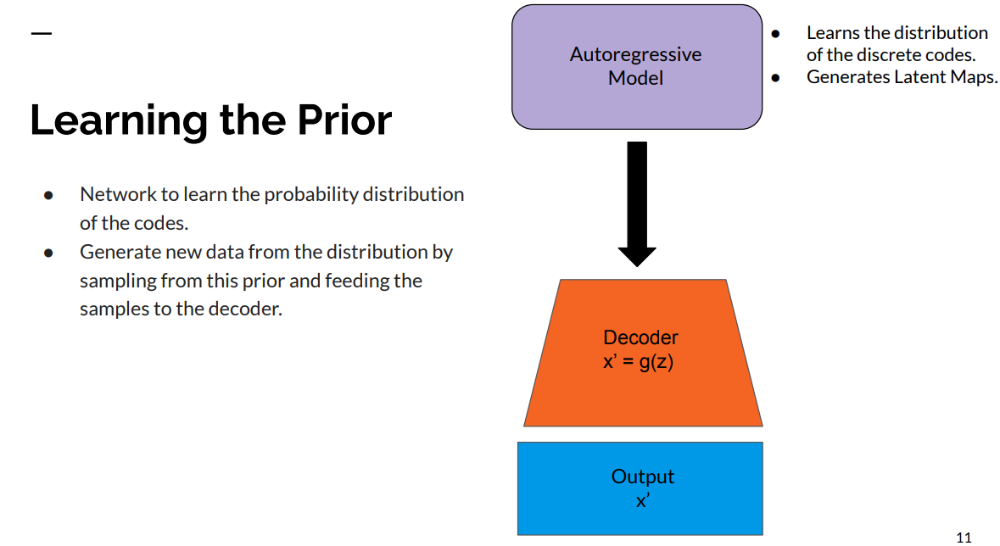 Learning the Prior
● Network to learn the probability distribution
of the codes.
● Generate new data from the distribution by
sampling from this prior and feeding the
samples to the decoder.
Autoregressive
Model
● Learns the distribution
of the discrete codes.
● Generates Latent Maps.
Decoder
x’ = g(z)
Output
x’
11